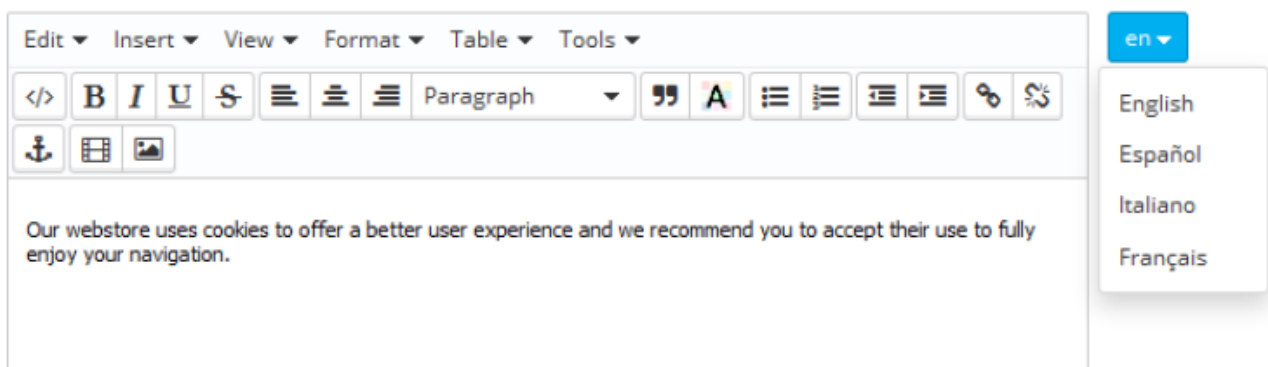 Edit Insert View Format Table Tools en
</> B I U S Paragraph A
English
Español
Italiano
Français
Our webstore uses cookies to offer a better user experience and we recommend you to accept their use to fully
enjoy your navigation.